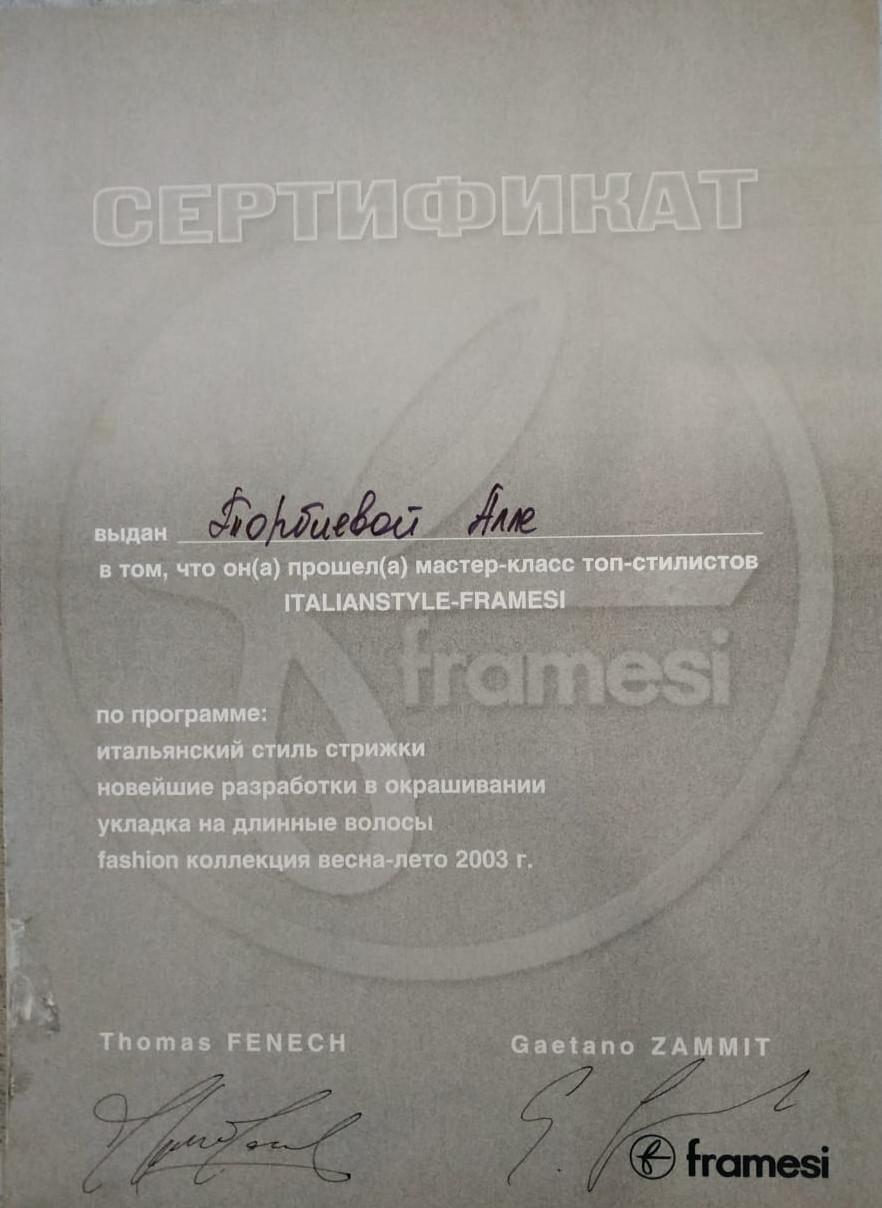 СЕРТИФИКАТ
выдан Алле
в том, что он(а) прошел(а) мастер-класс топ-стилистов
ITALIANSTYLE-FRAMESI
framesi
по программе:
итальянский стиль стрижки
новейшие разработки в окрашивании
укладка на длинные волосы
fashion коллекция весна-лето 2003 г.
Thomas FENECH Gaetano ZAMMIT
framesi